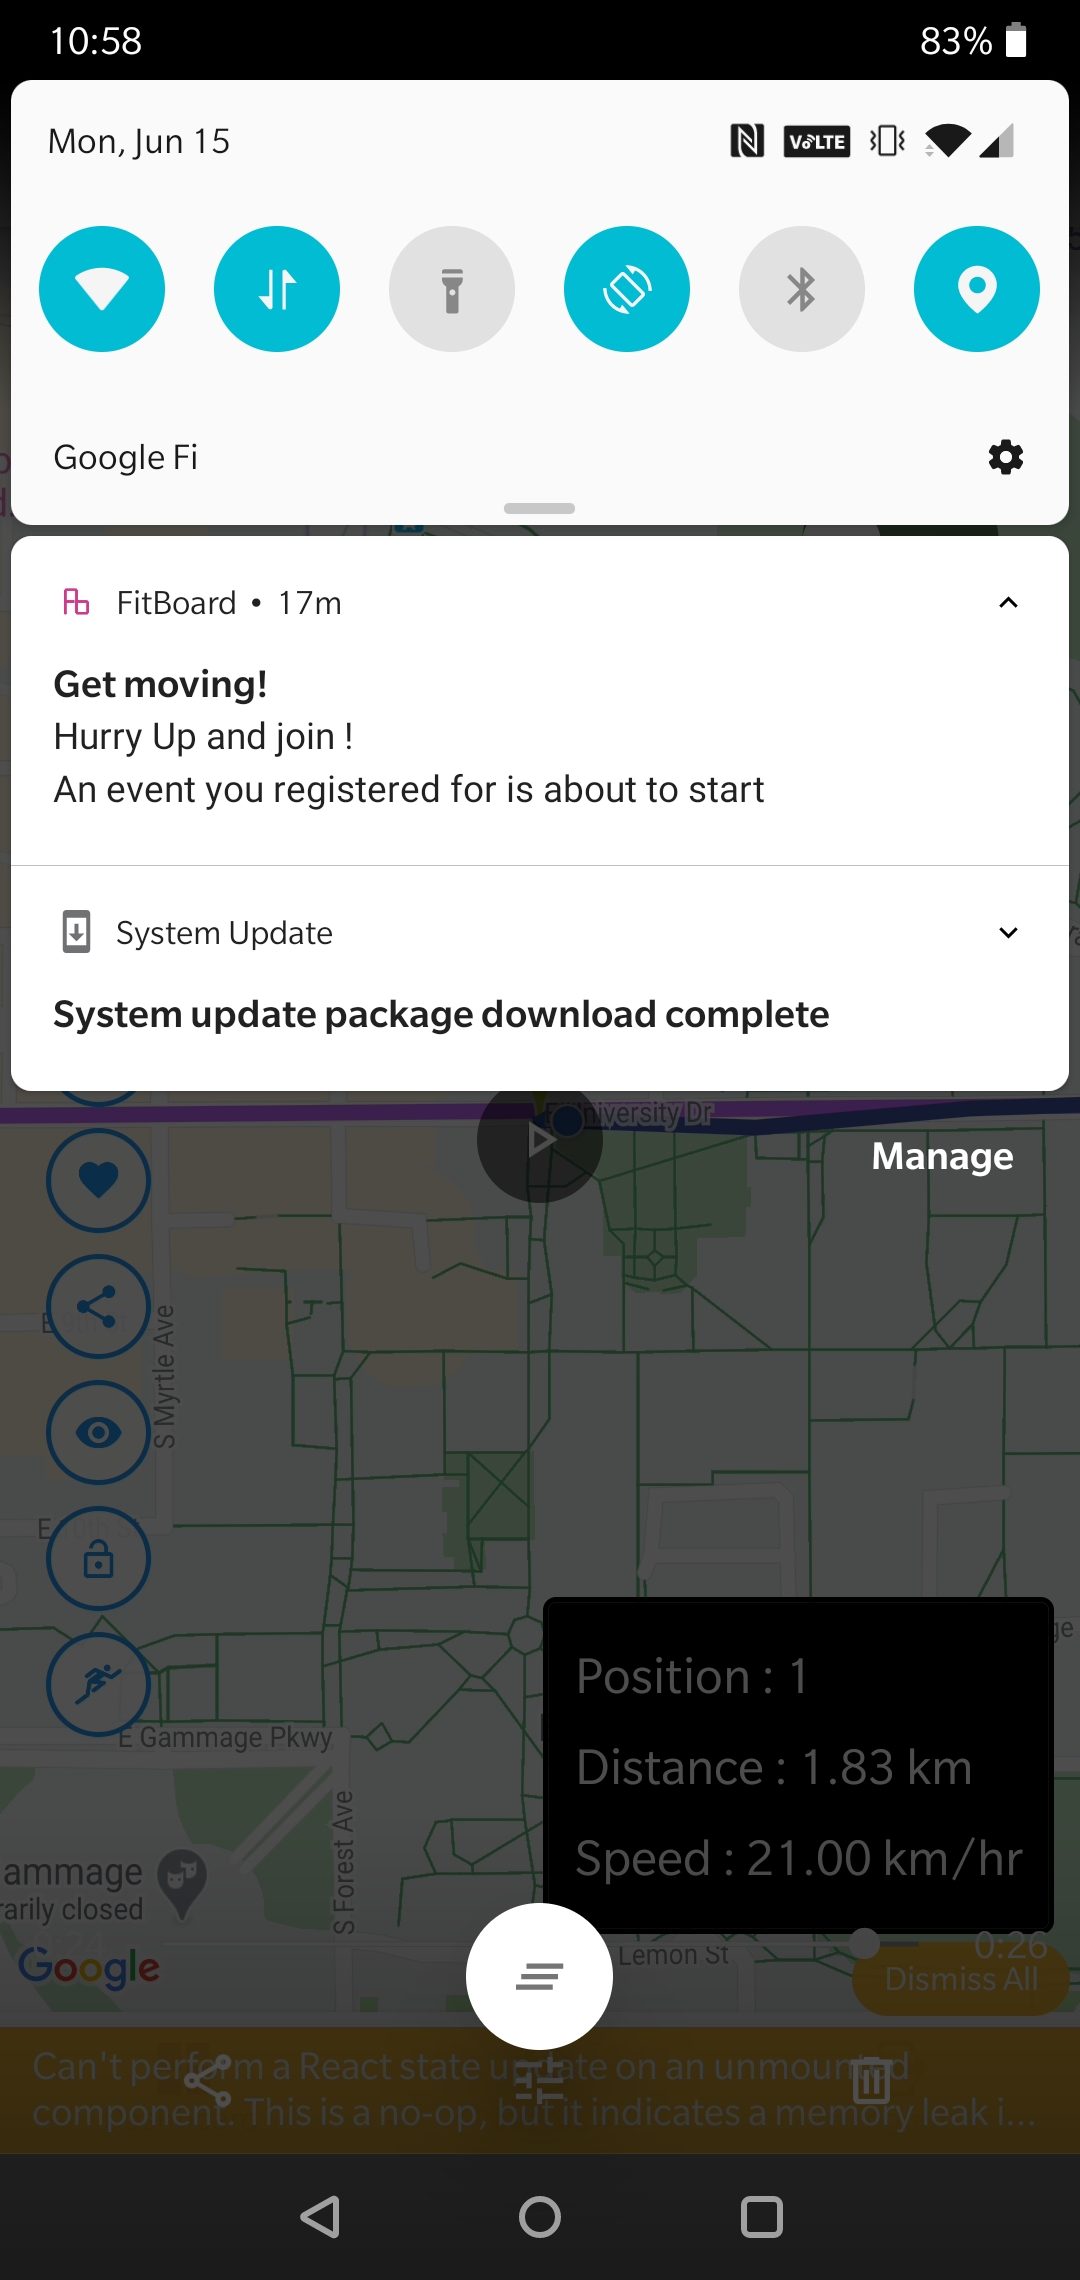 10:58
83%
Mon, Jun 15
VoLTE
Google Fi
FitBoard • 17m
Get moving!
Hurry Up and join !
An event you registered for is about to start
System Update
System update package download complete
University Dr
Manage
S Myrtle Ave
E 10th St
Position : 1
Distance : 1.83 km
Speed : 21.00 km/hr
E Gammage Pkwy
S Forest Ave
ammage
rarily closed
Google
Lemon St
0:26
Dismiss All
Can't perform a React state update on an unmounted
component. This is a no-op, but it indicates a memory leak i...